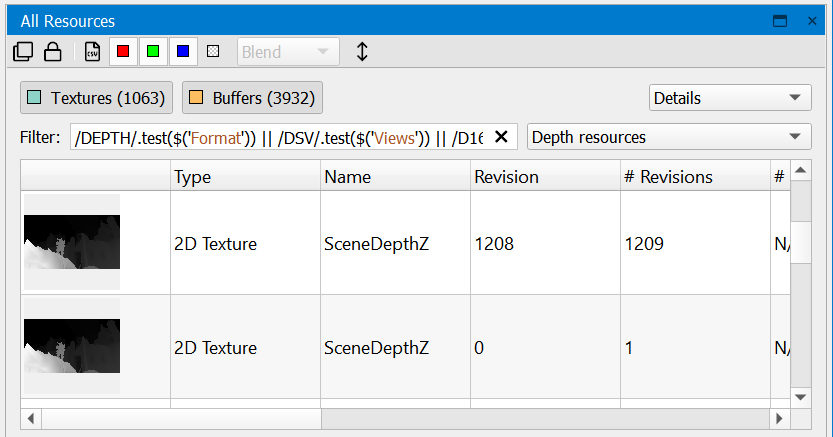 All Resources
CSV Blend
Textures (1063) Buffers (3932) Details
Filter: /DEPTH/.test($('Format')) || /DSV/.test($('Views')) || /D16 Depth resources
Type Name Revision # Revisions #
2D Texture SceneDepthZ 1208 1209 N/
2D Texture SceneDepthZ 0 1 N/